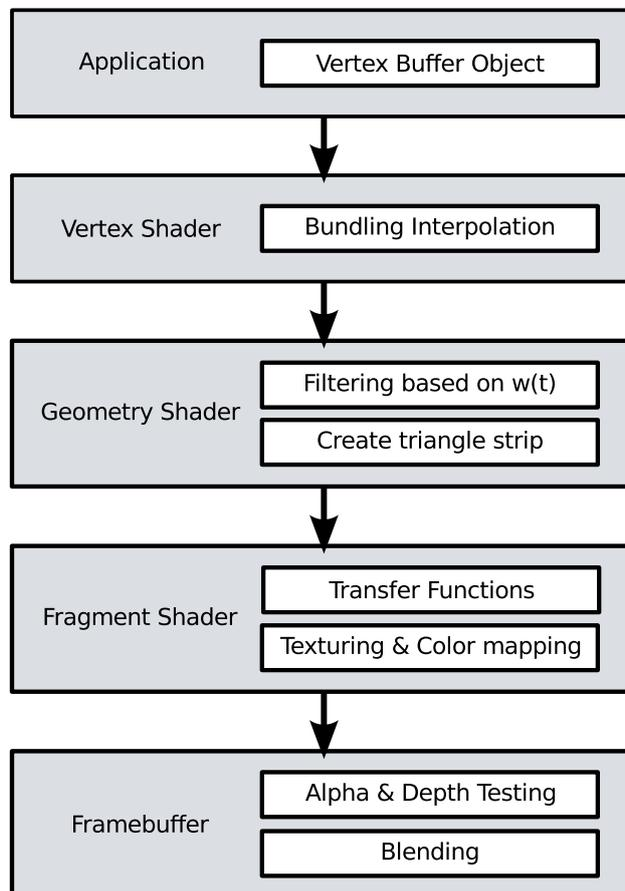 Application
Vertex Buffer Object
Vertex Shader
Bundling Interpolation
Geometry Shader
Filtering based on w(t)
Create triangle strip
Fragment Shader
Transfer Functions
Texturing & Color mapping
Framebuffer
Alpha & Depth Testing
Blending